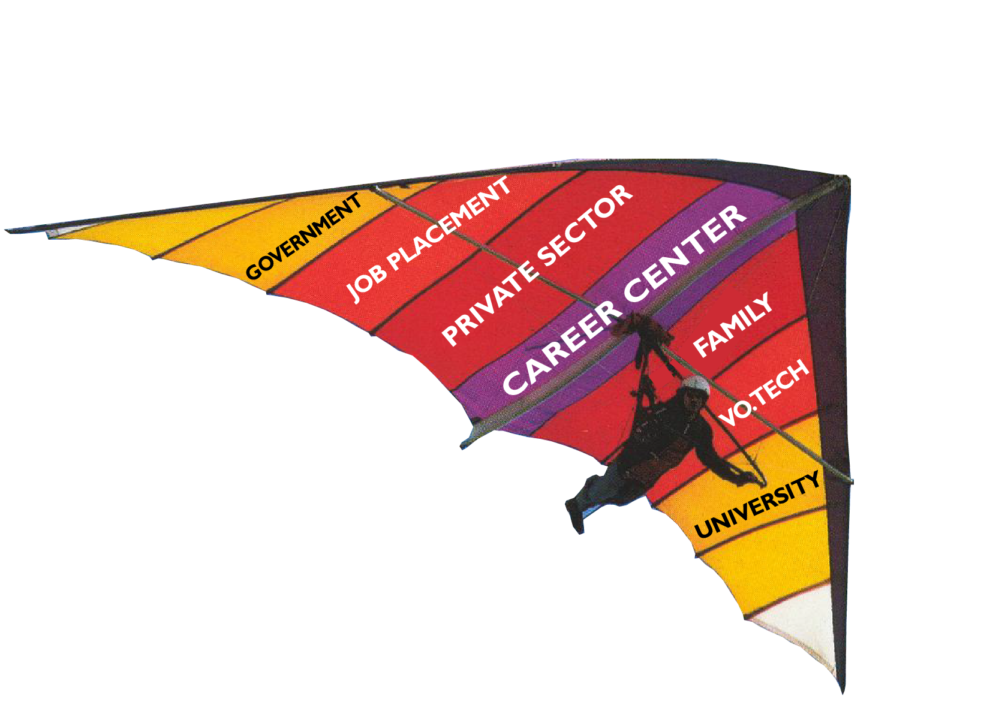 GOVERNMENT
JOB PLACEMENT
PRIVATE SECTOR
CAREER CENTER
FAMILY
VO.TECH
UNIVERSITY